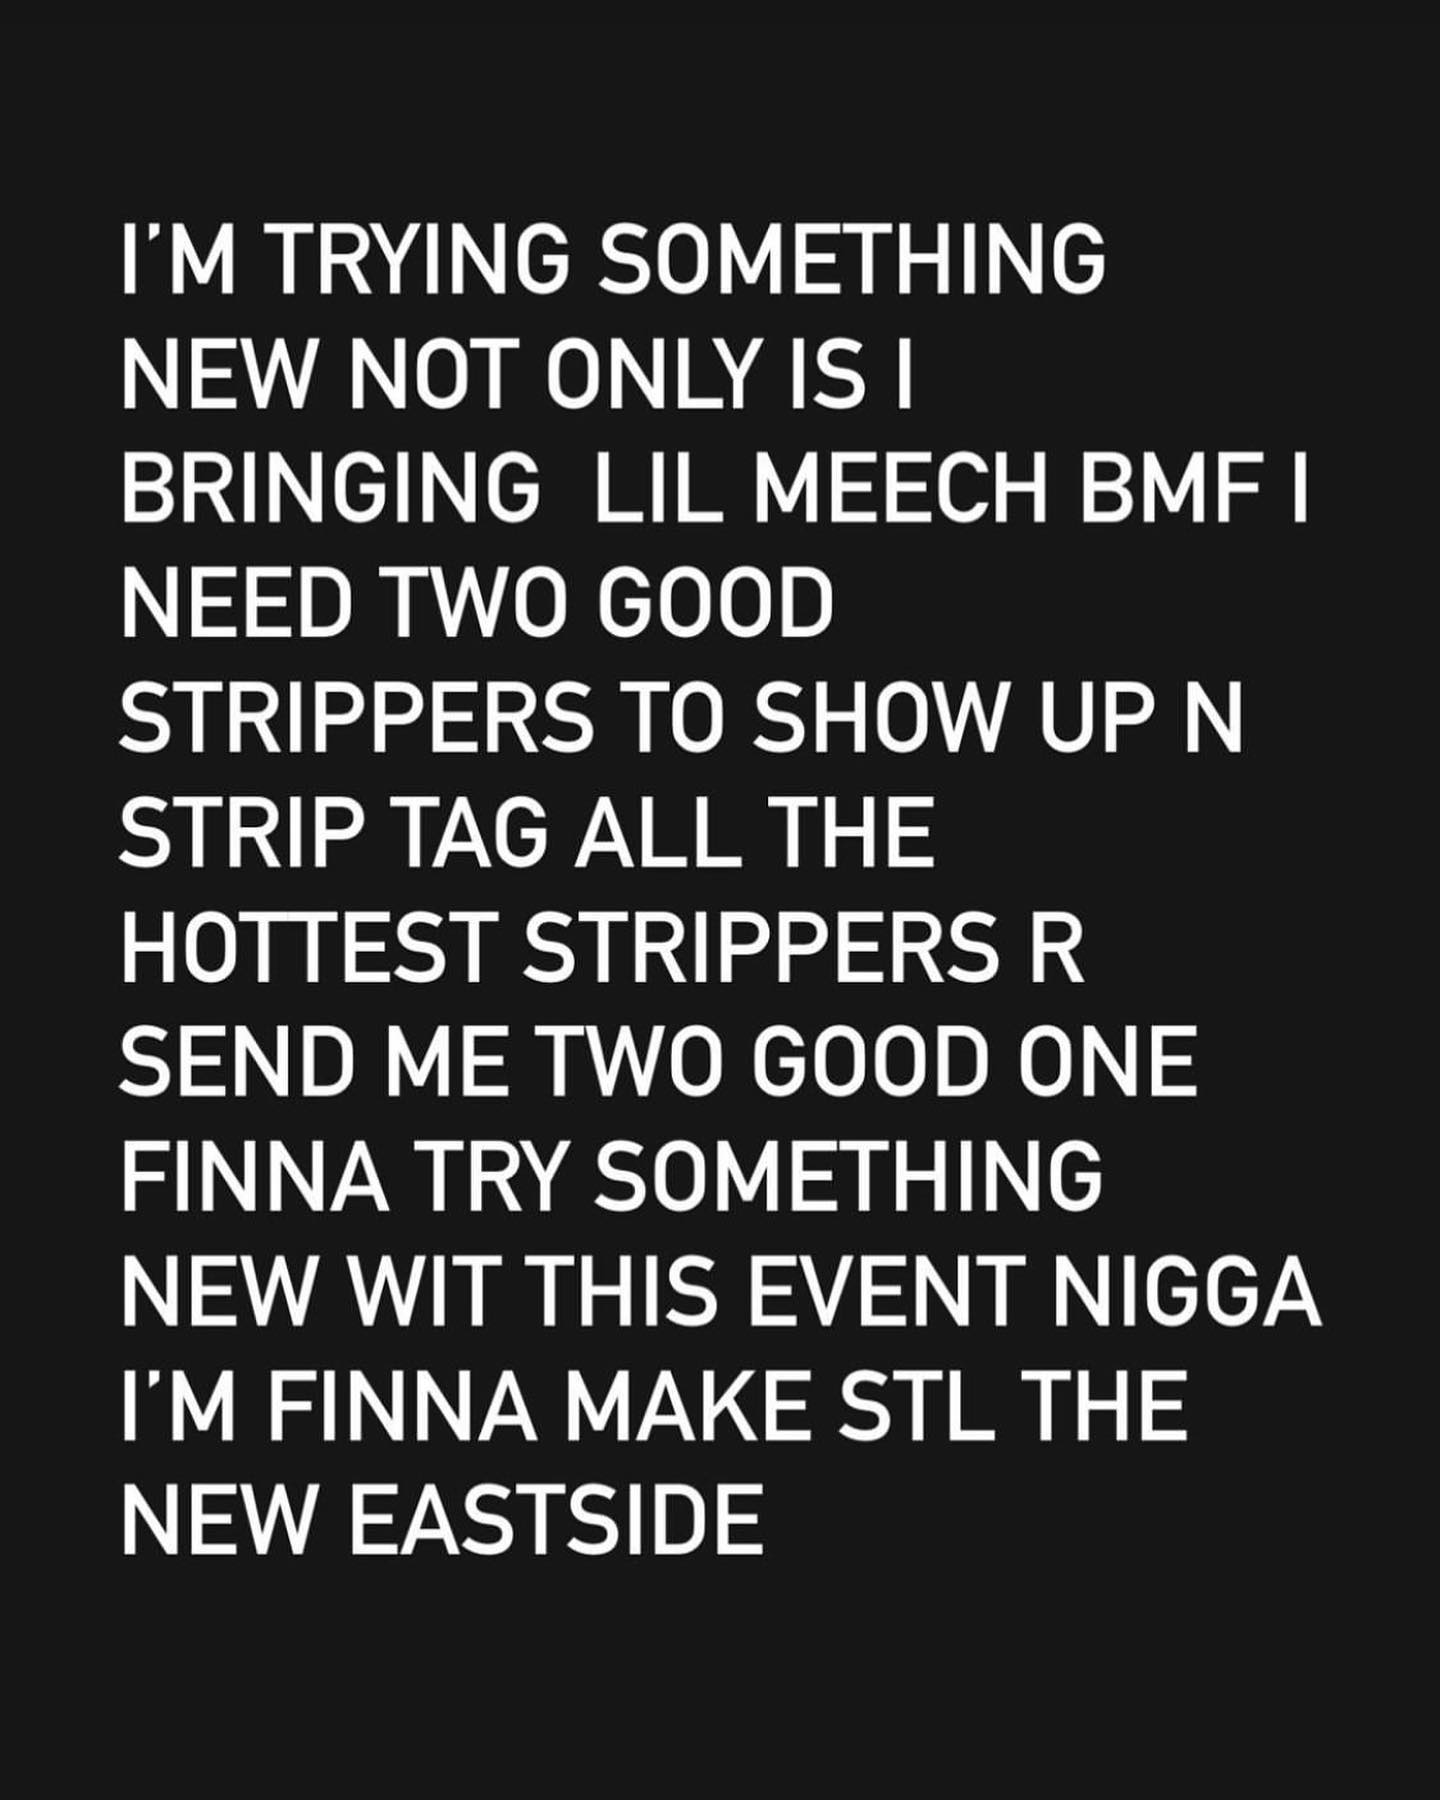 I'M TRYING SOMETHING
NEW NOT ONLY IS I
BRINGING  LIL MEECH BMF I
NEED TWO GOOD
STRIPPERS TO SHOW UP N
STRIP TAG ALL THE
HOTTEST STRIPPERS R
SEND ME TWO GOOD ONE
FINNA TRY SOMETHING
NEW WIT THIS EVENT NIGGA
I'M FINNA MAKE STL THE
NEW EASTSIDE